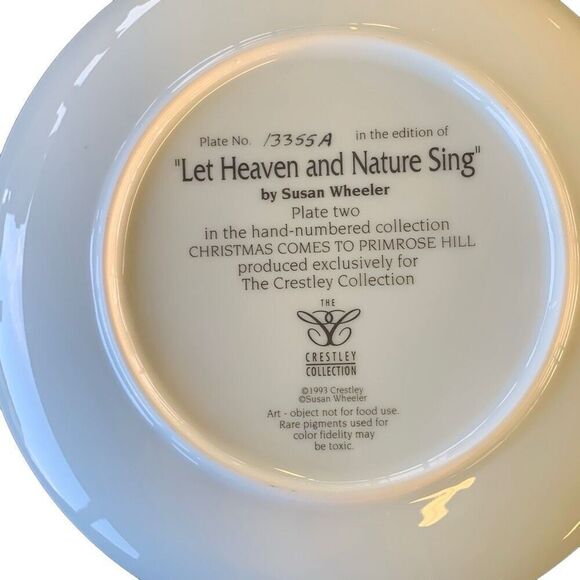 Plate No. 13355A in the edition of
"Let Heaven and Nature Sing"
by Susan Wheeler
Plate two
in the hand-numbered collection
CHRISTMAS COMES TO PRIMROSE HILL
produced exclusively for
The Crestley Collection
THE
CRESTLEY
COLLECTION
©1993 Crestley
©Susan Wheeler
Art - object not for food use.
Rare pigments used for
color fidelity may
be toxic.